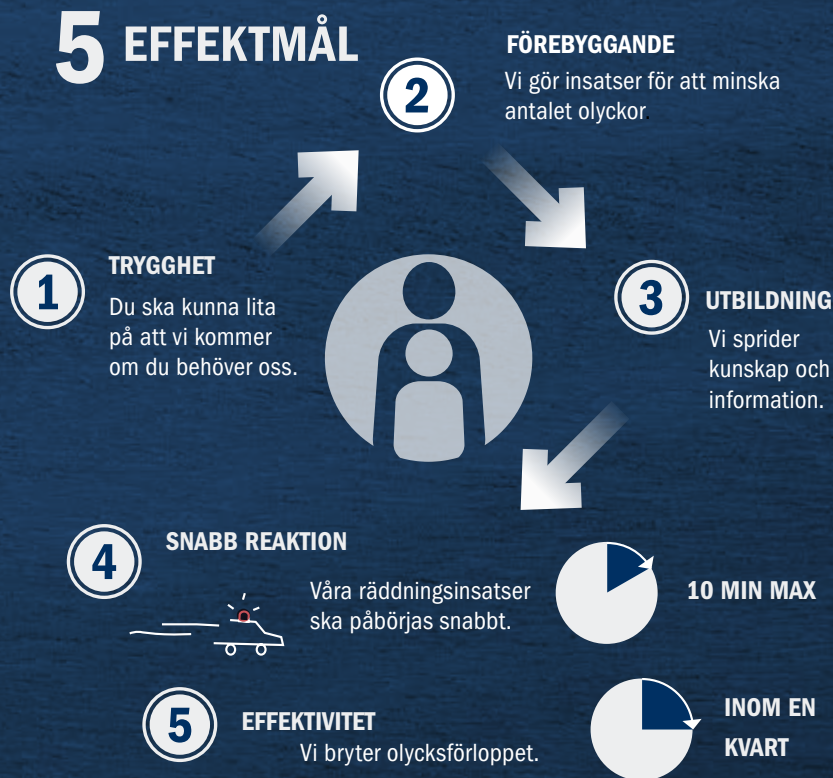 5 EFFEKTMÅL
1
TRYGGHET
Du ska kunna lita
på att vi kommer
om du behöver oss.
2
FÖREBYGGANDE
Vi gör insatser för att minska
antalet olyckor.
3
UTBILDNING
Vi sprider
kunskap och
information.
4
SNABB REAKTION
Våra räddningsinsatser
ska påbörjas snabbt.
10 MIN MAX
5
EFFEKTIVITET
Vi bryter olycksförloppet.
INOM EN
KVART